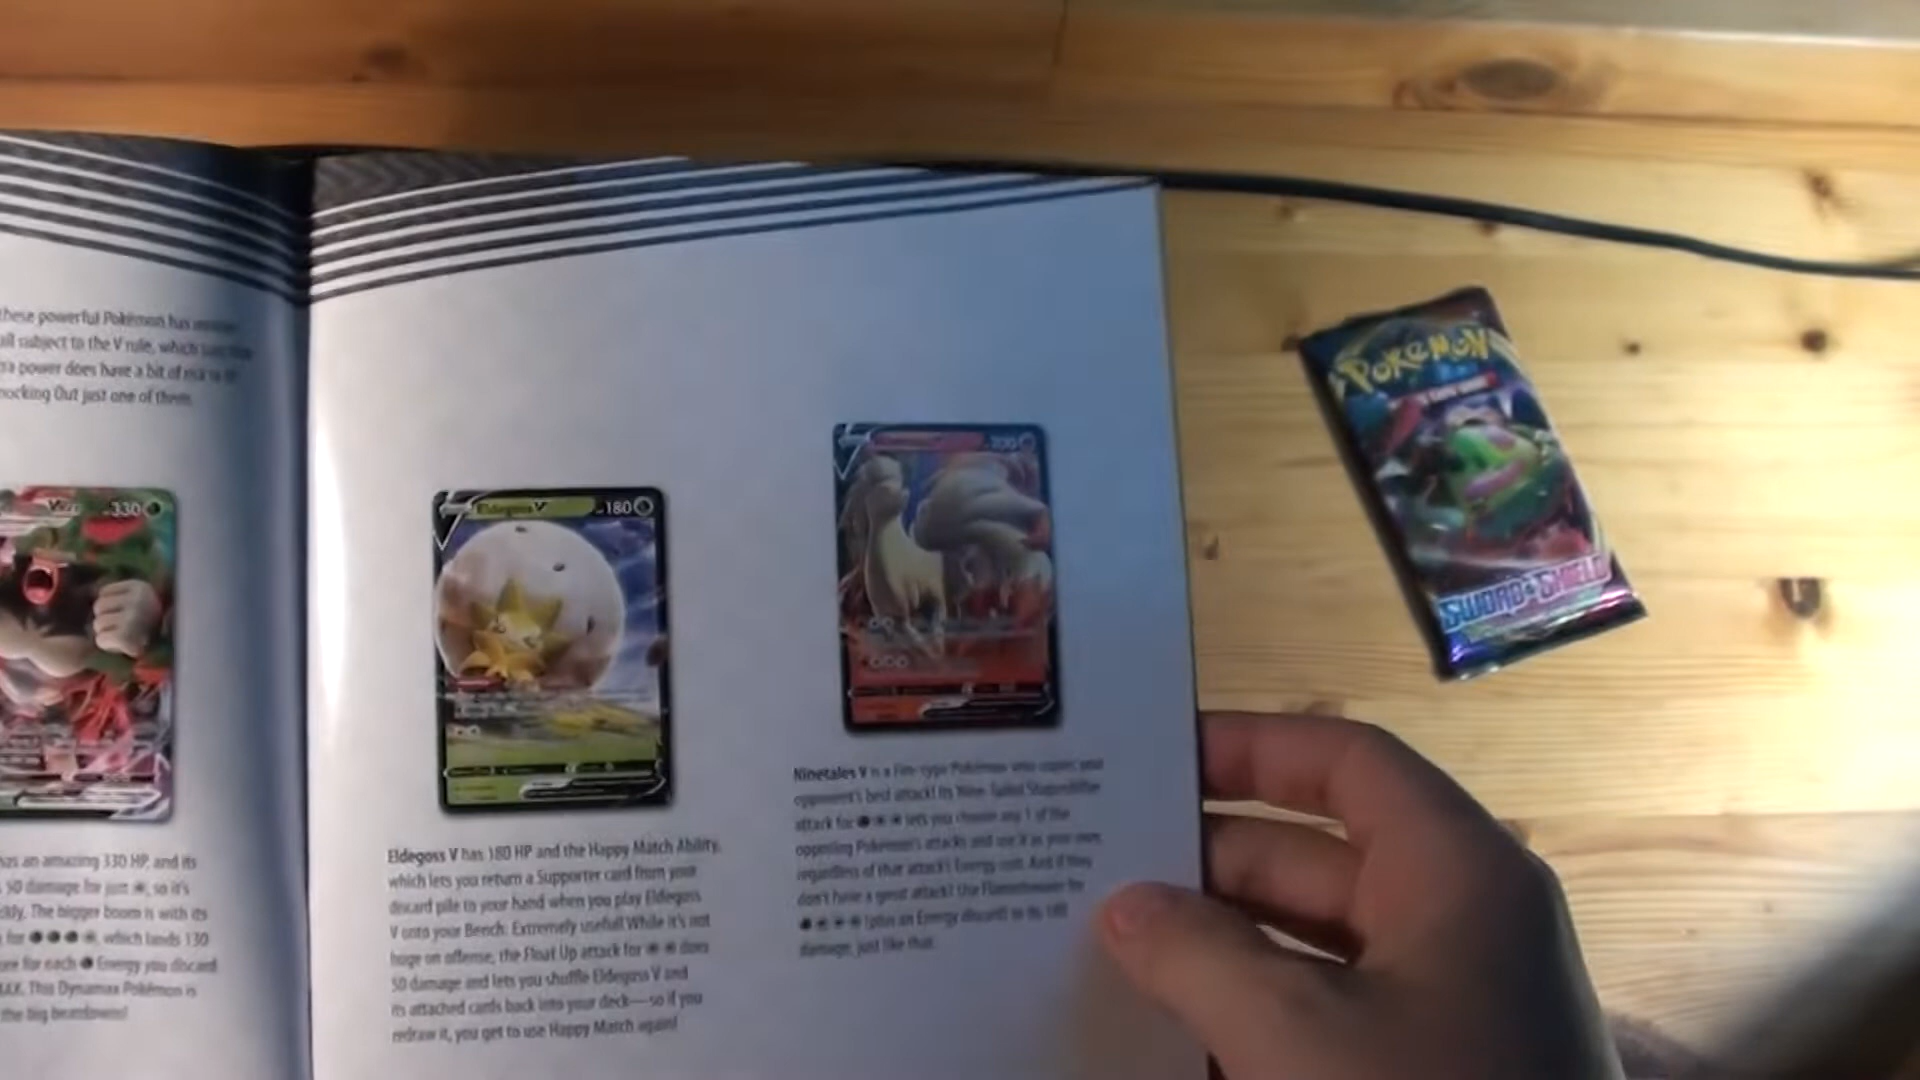 these powerful Pokémon has
all subject to the V rule, which
ra power does have a bit of
nocking Out just one of them.
330
has an amazing 330 HP, and its
50 damage for just , so it's
ckly. The bigger boom is with its
for , which lands 130
ore for each Energy you discard
MAX. This Dynamax Pokémon is
the big beatdowns!
Eldegoss V 180
Eldegoss V has 180 HP and the Happy Match Ability,
which lets you return a Supporter card from your
discard pile to your hand when you play Eldegoss
V onto your Bench. Extremely useful! While it's not
huge on offense, the Float Up attack for does
50 damage and lets you shuffle Eldegoss V and
its attached cards back into your deck—so if you
redraw it, you get to use Happy Match again!
200
Ninetales V is a Fire-type Pokémon who copies your
opponent's best attack! Its Nine-Tailed Shapeshifter
attack for lets you choose any 1 of the
opposing Pokémon's attacks and use it as your own,
regardless of that attack's Energy cost. And if they
don't have a great attack? Use Flamethrower for
(plus an Energy discard) to do 180
damage, just like that.
Pokémon
SWORD & SHIELD